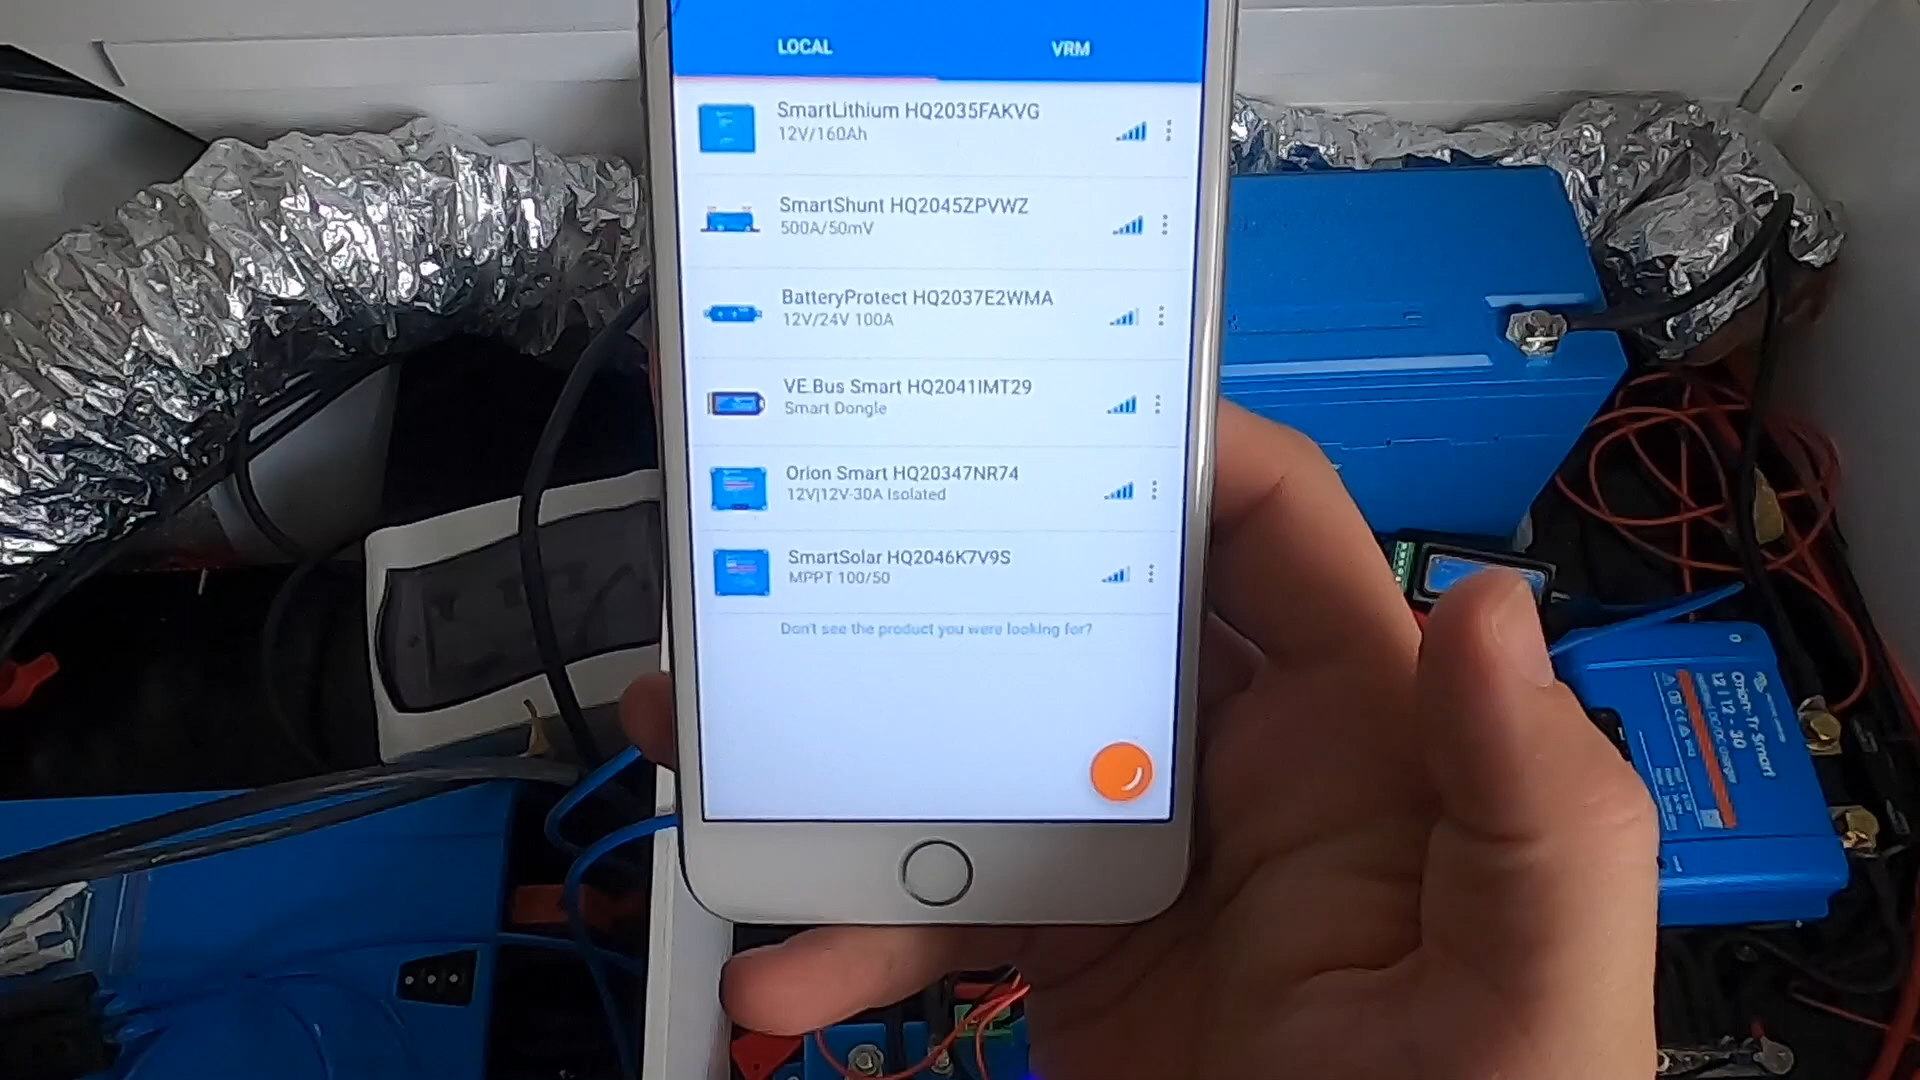 LOCAL
VRM
SmartLithium HQ2035FAKVG
12V/160Ah
SmartShunt HQ2045ZPVWZ
500A/50mV
BatteryProtect HQ2037E2WMA
12V/24V 100A
VE.Bus Smart HQ2041IMT29
Smart Dongle
Orion Smart HQ20347NR74
12V|12V-30A Isolated
SmartSolar HQ2046K7V9S
MPPT 100/50
Don't see the product you were looking for?
Orion-Tr Smart
12 | 12 - 30